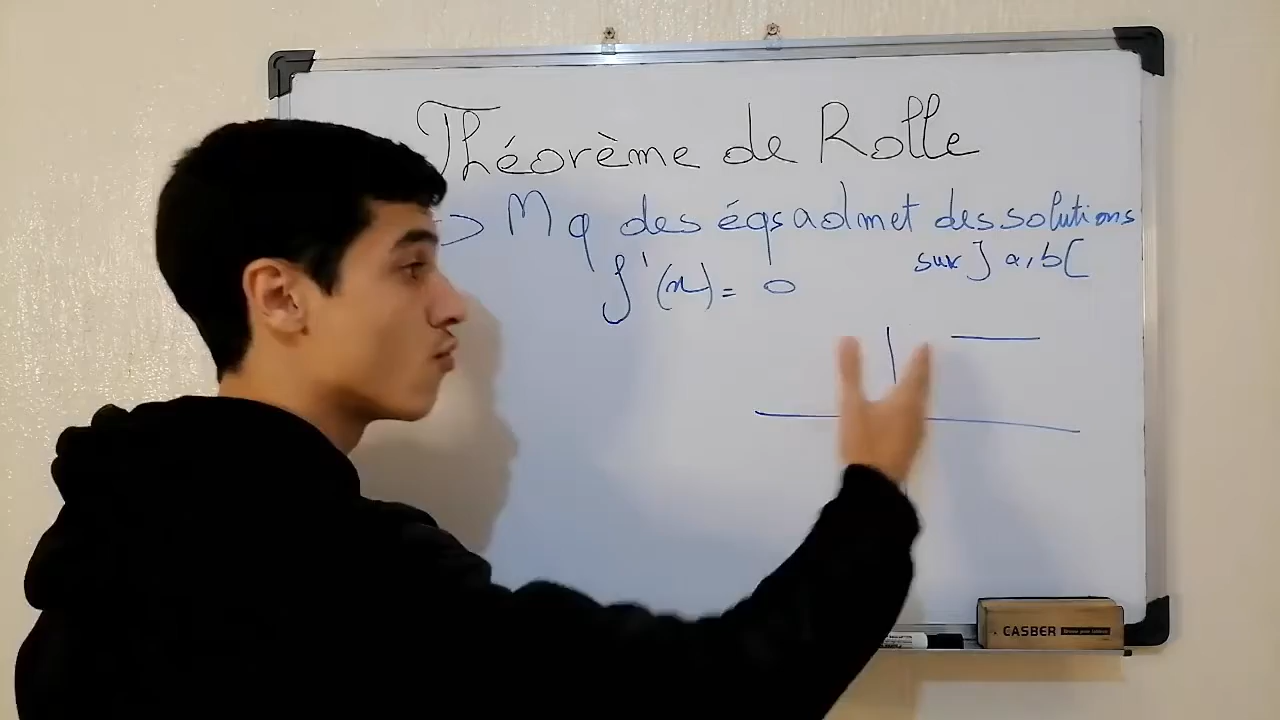 Théorème de Rolle
=> Mq des éqs admet des solutions
sur ]a,b[
f'(x) = 0
CASBER